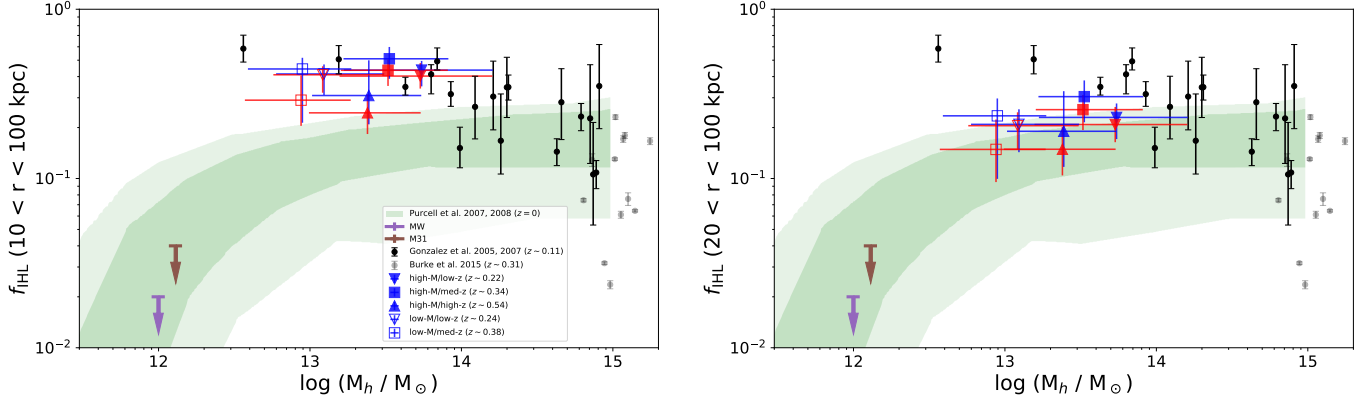 10⁰
10⁻¹
10⁻²
f_IHL (10 < r < 100 kpc)
12
13
14
15
log (M_h / M_⊙)
Purcell et al. 2007, 2008 (z = 0)
MW
M31
Gonzalez et al. 2005, 2007 (z ~ 0.11)
Burke et al. 2015 (z ~ 0.31)
high-M/low-z (z ~ 0.22)
high-M/med-z (z ~ 0.34)
high-M/high-z (z ~ 0.54)
low-M/low-z (z ~ 0.24)
low-M/med-z (z ~ 0.38)
10⁰
10⁻¹
10⁻²
f_IHL (20 < r < 100 kpc)
12
13
14
15
log (M_h / M_⊙)